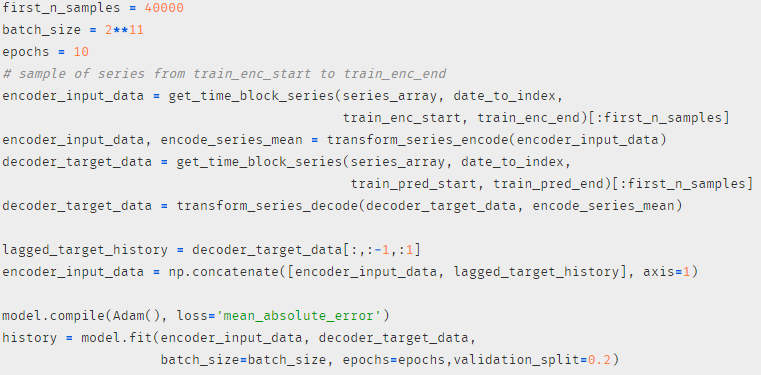 first_n_samples = 40000
batch_size = 2**11
epochs = 10
# sample of series from train_enc_start to train_enc_end
encoder_input_data = get_time_block_series(series_array, date_to_index,
                                           train_enc_start, train_enc_end)[:first_n_samples]
encoder_input_data, encode_series_mean = transform_series_encode(encoder_input_data)
decoder_target_data = get_time_block_series(series_array, date_to_index,
                                            train_pred_start, train_pred_end)[:first_n_samples]
decoder_target_data = transform_series_decode(decoder_target_data, encode_series_mean)

lagged_target_history = decoder_target_data[:,:-1,:1]
encoder_input_data = np.concatenate([encoder_input_data, lagged_target_history], axis=1)

model.compile(Adam(), loss='mean_absolute_error')
history = model.fit(encoder_input_data, decoder_target_data,
                    batch_size=batch_size, epochs=epochs,validation_split=0.2)